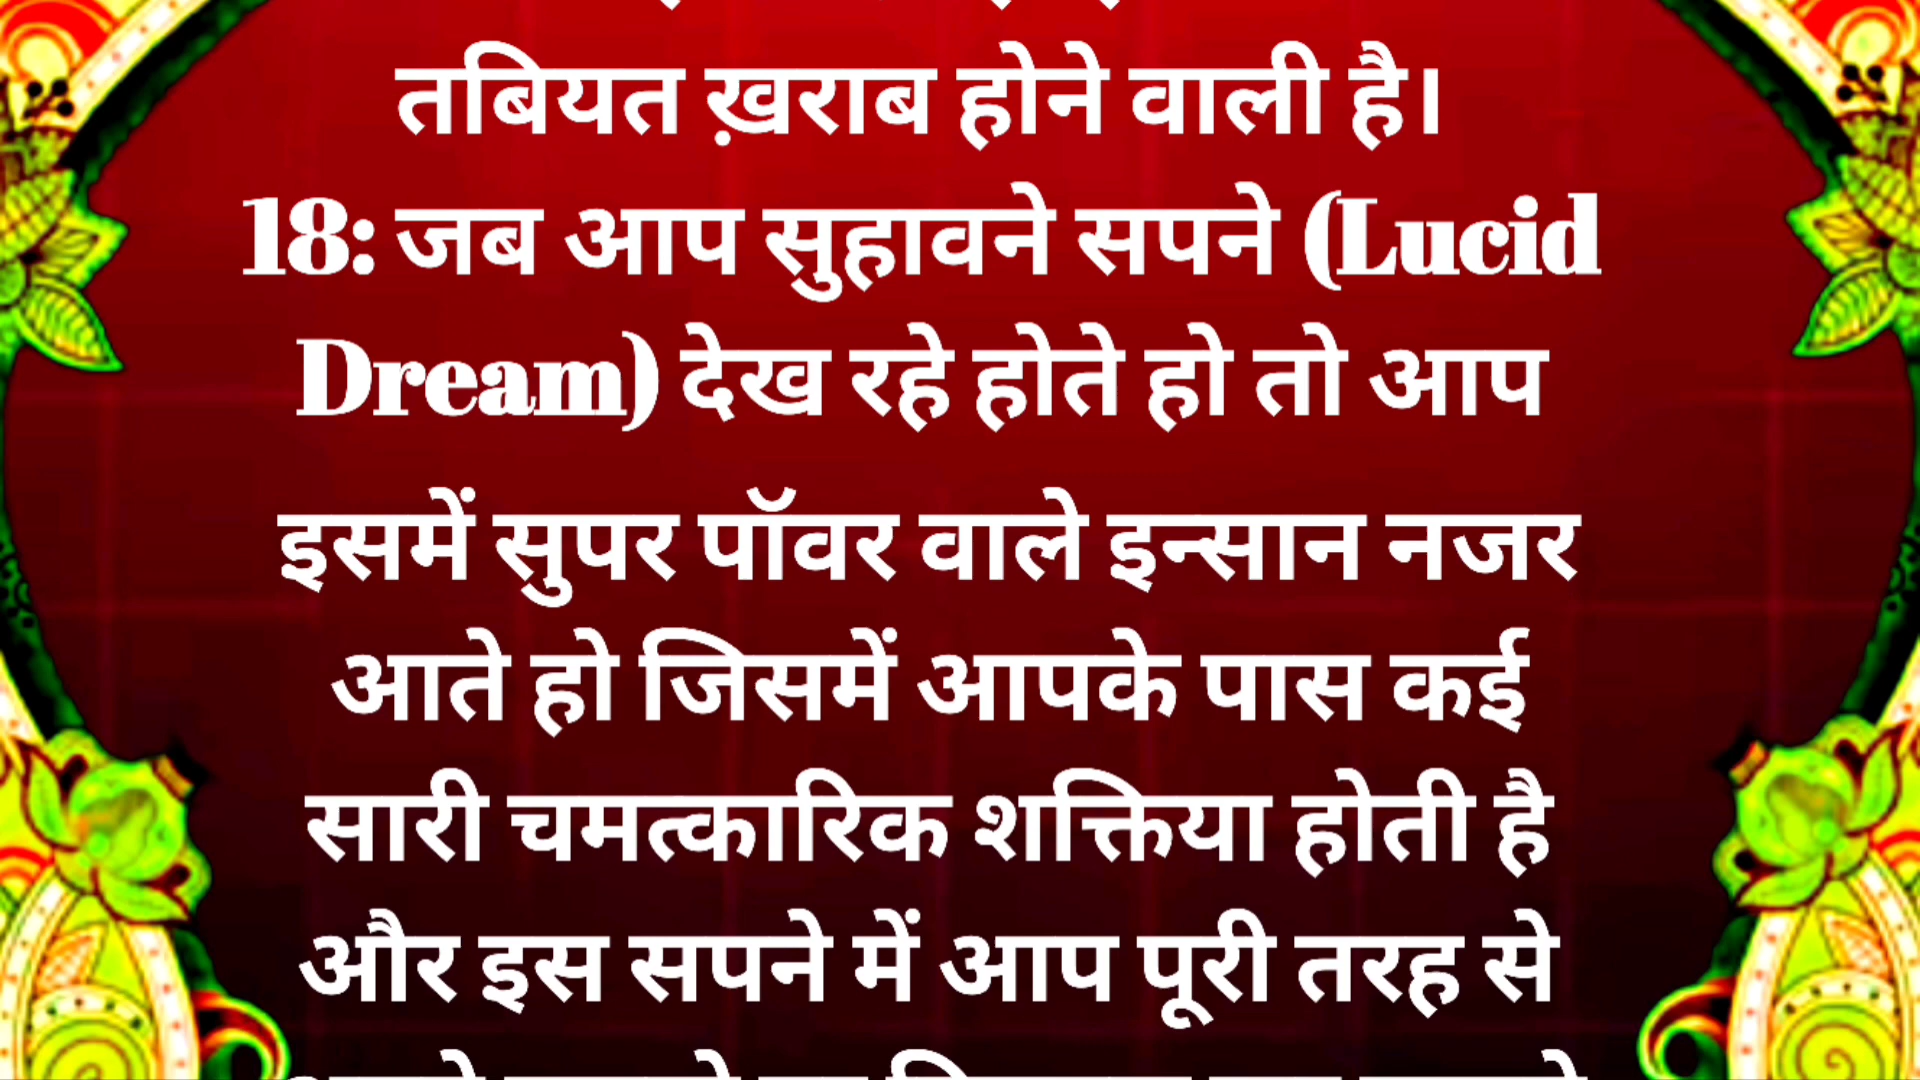 तबियत ख़राब होने वाली है।
18: जब आप सुहावने सपने (Lucid
Dream) देख रहे होते हो तो आप
इसमें सुपर पॉवर वाले इन्सान नजर
आते हो जिसमें आपके पास कई
सारी चमत्कारिक शक्तिया होती है
और इस सपने में आप पूरी तरह से